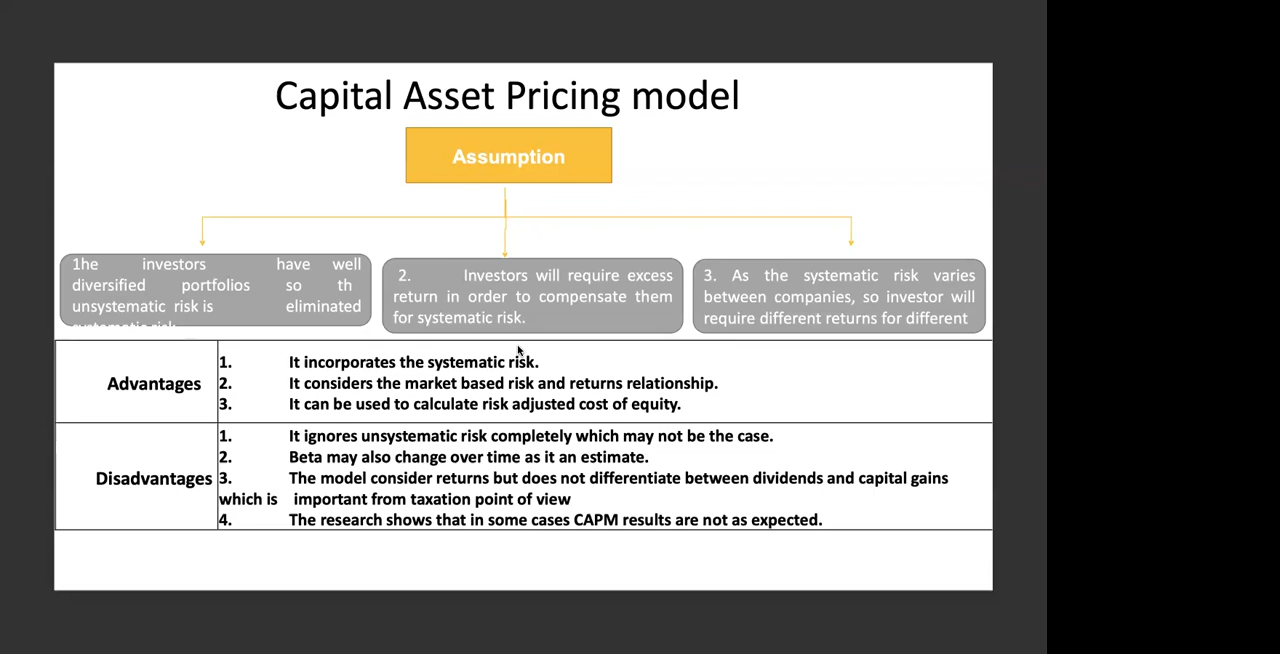 Capital Asset Pricing model
Assumption
1he investors have well
diversified portfolios so th
unsystematic risk is eliminated
systematic risk
2. Investors will require excess
return in order to compensate them
for systematic risk.
3. As the systematic risk varies
between companies, so investor will
require different returns for different
Advantages
1. It incorporates the systematic risk.
2. It considers the market based risk and returns relationship.
3. It can be used to calculate risk adjusted cost of equity.
Disadvantages
1. It ignores unsystematic risk completely which may not be the case.
2. Beta may also change over time as it an estimate.
3. The model consider returns but does not differentiate between dividends and capital gains
which is important from taxation point of view
4. The research shows that in some cases CAPM results are not as expected.